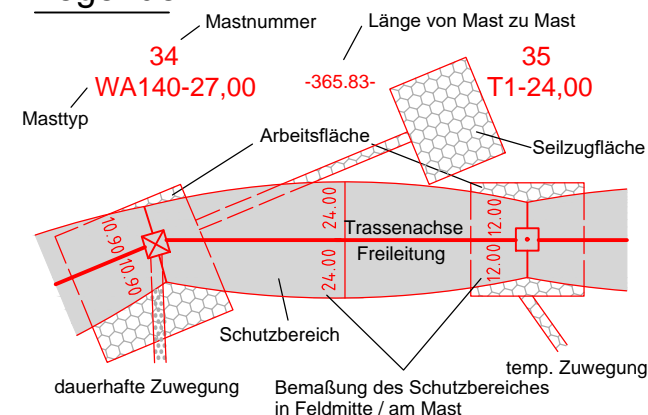 Mastnummer
Länge von Mast zu Mast
34
WA140-27,00
-365.83-
35
T1-24,00
Masttyp
Arbeitsfläche
Seilzugfläche
10.90
10.90
24.00
24.00
Trassenachse
Freileitung
12.00
12.00
Schutzbereich
temp. Zuwegung
dauerhafte Zuwegung
Bemaßung des Schutzbereiches
in Feldmitte / am Mast